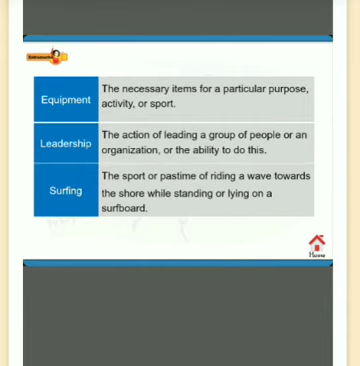 Extramarks
Equipment
The necessary items for a particular purpose,
activity, or sport.
Leadership
The action of leading a group of people or an
organization, or the ability to do this.
Surfing
The sport or pastime of riding a wave towards
the shore while standing or lying on a
surfboard.
Home